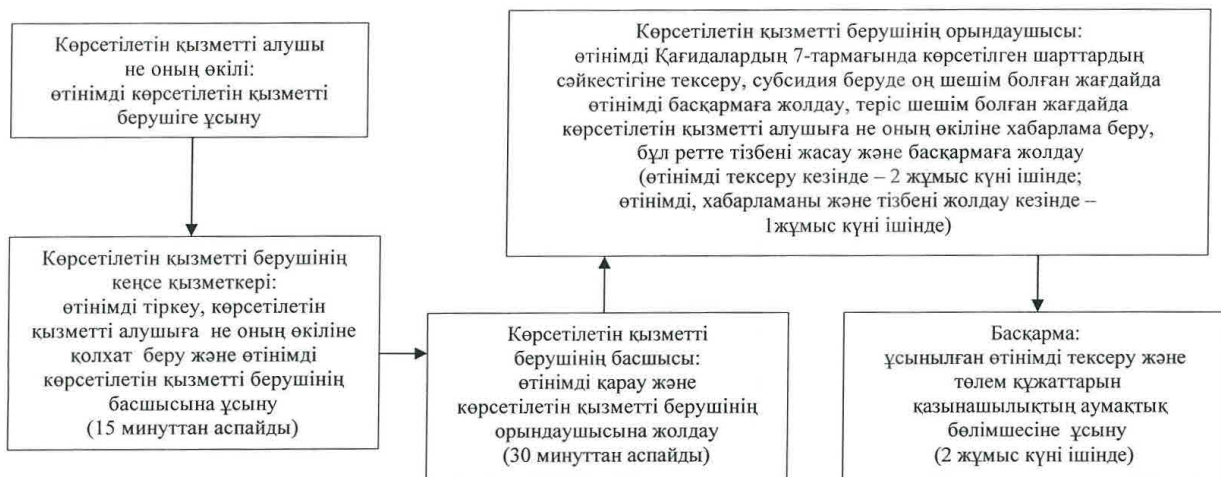 Көрсетілетін қызметті алушы
не оның өкілі:
өтінімді көрсетілетін қызметті
берушіге ұсыну
Көрсетілетін қызметті берушінің
кеңсе қызметкері:
өтінімді тіркеу, көрсетілетін
қызметті алушыға не оның өкіліне
қолхат беру және өтінімді
көрсетілетін қызметті берушінің
басшысына ұсыну
(15 минуттан аспайды)
Көрсетілетін қызметті
берушінің басшысы:
өтінімді қарау және
көрсетілетін қызметті берушінің
орындаушысына жолдау
(30 минуттан аспайды)
Көрсетілетін қызметті берушінің орындаушысы:
өтінімді Қағидалардың 7-тармағында көрсетілген шарттардың
сәйкестігіне тексеру, субсидия беруде оң шешім болған жағдайда
өтінімді басқармаға жолдау, теріс шешім болған жағдайда
көрсетілетін қызметті алушыға не оның өкіліне хабарлама беру,
бұл ретте тізбені жасау және басқармаға жолдау
(өтінімді тексеру кезінде – 2 жұмыс күні ішінде;
өтінімді, хабарламаны және тізбені жолдау кезінде –
1жұмыс күні ішінде)
Басқарма:
ұсынылған өтінімді тексеру және
төлем құжаттарын
қазынашылықтың аумақтық
бөлімшесіне ұсыну
(2 жұмыс күні ішінде)